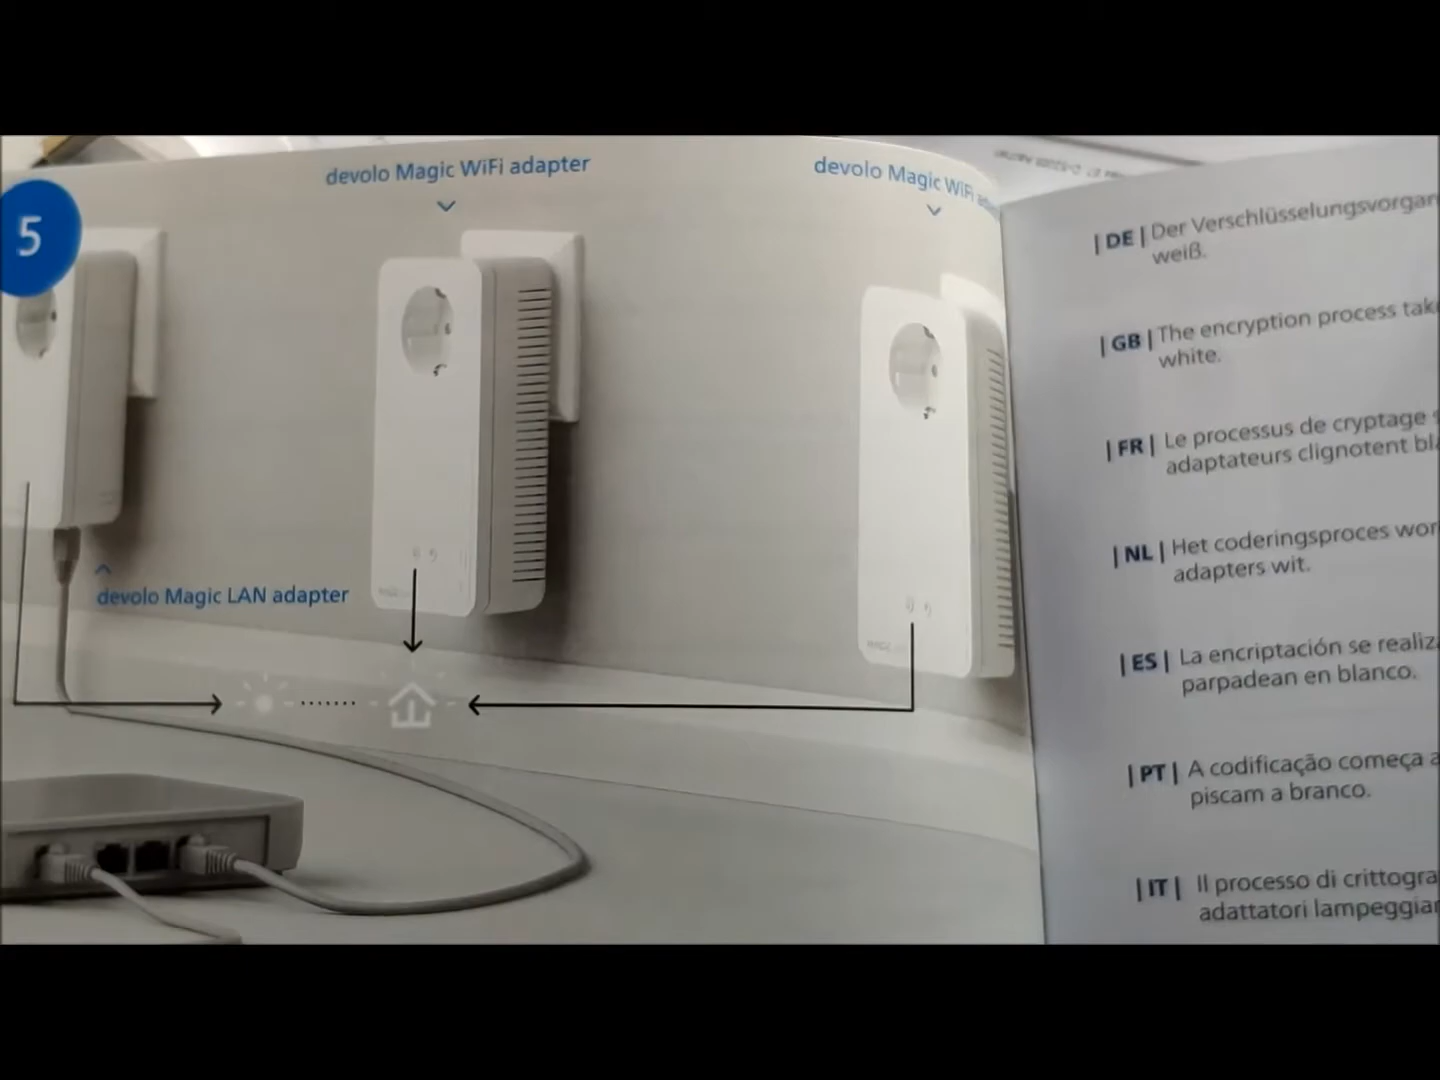 5
devolo Magic WiFi adapter
devolo Magic WiFi
devolo Magic LAN adapter
| DE | Der Verschlüsselungsvorgan
weiß.
| GB | The encryption process tak
white.
| FR | Le processus de cryptage
adaptateurs clignotent bla
| NL | Het coderingsproces wor
adapters wit.
| ES | La encriptación se realiz
parpadean en blanco.
| PT | A codificação começa a
piscam a branco.
| IT | Il processo di crittogra
adattatori lampeggian